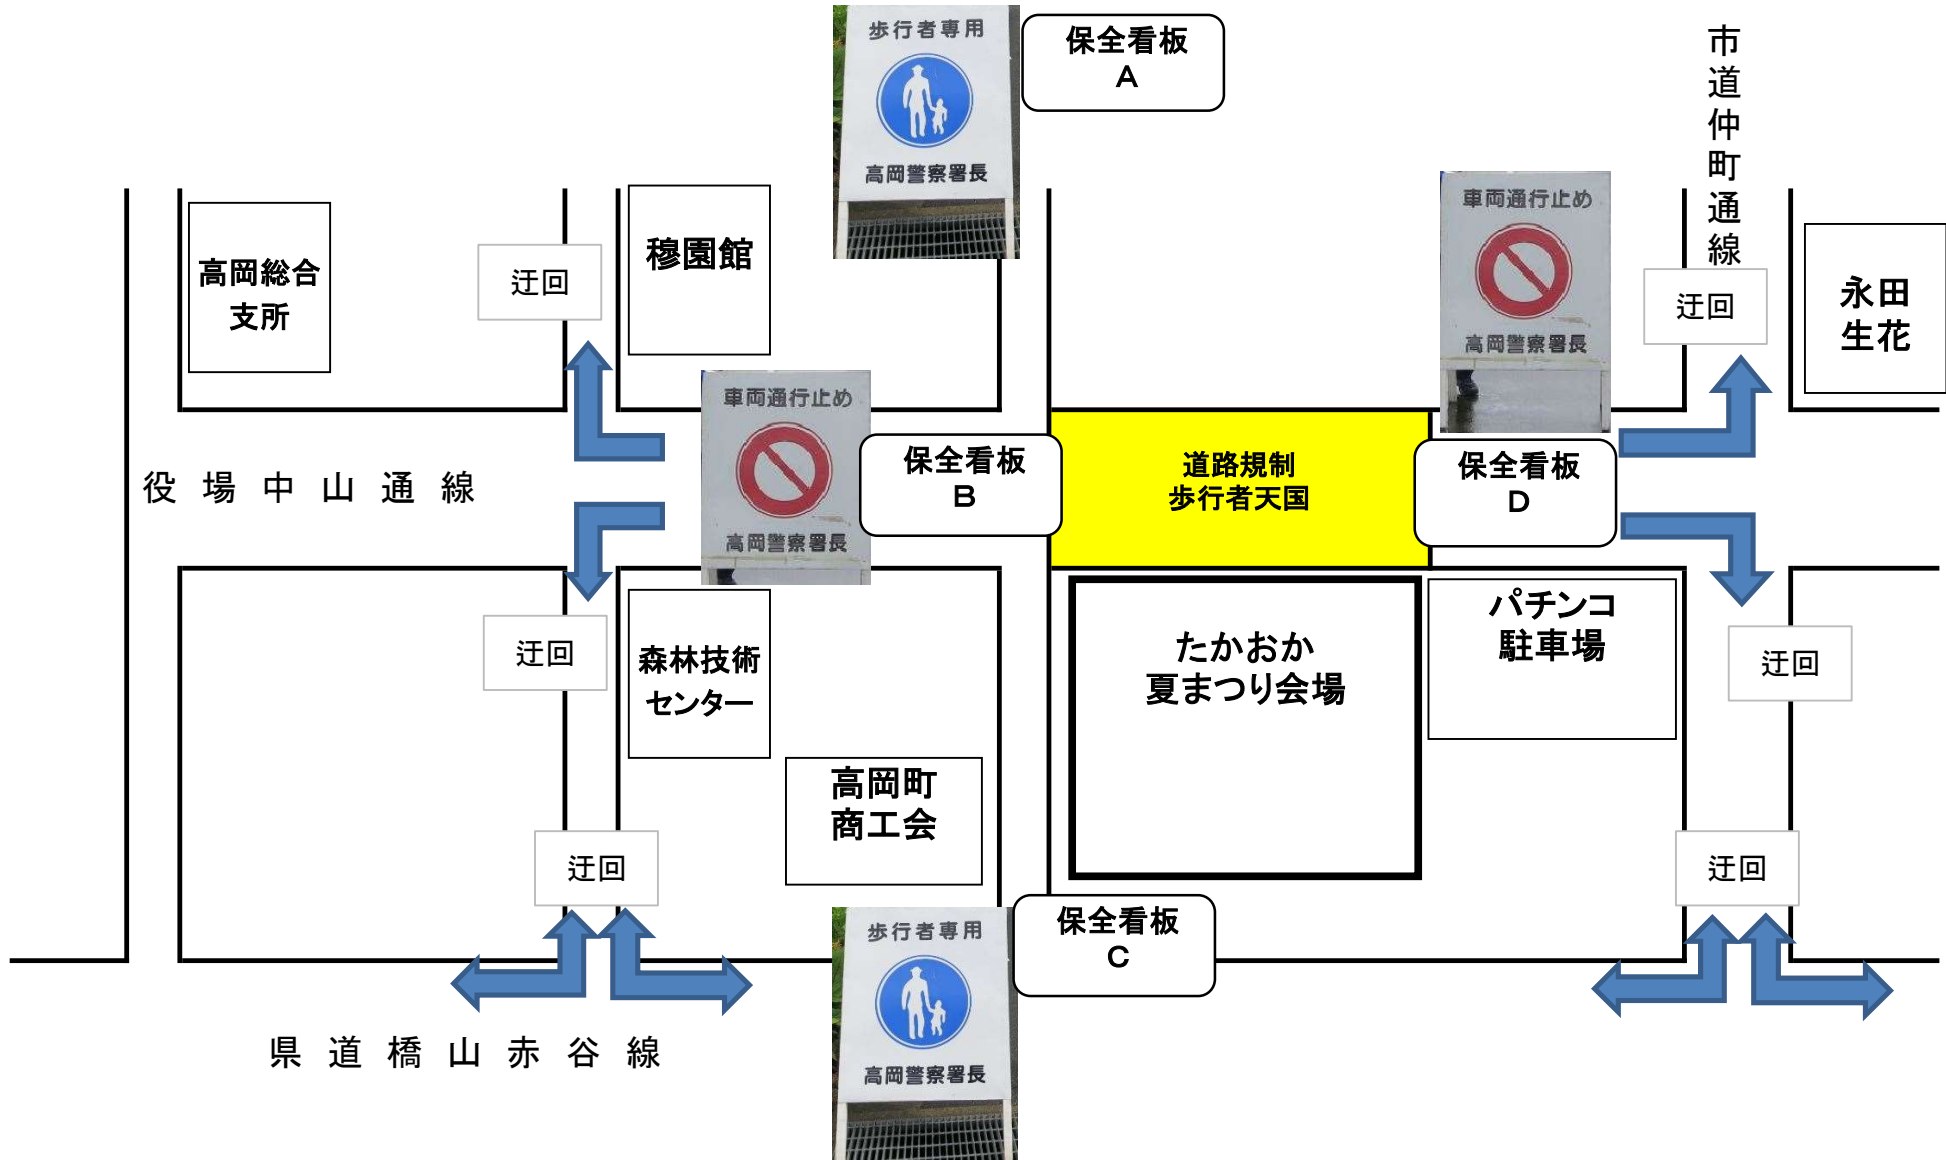 歩行者専用
高岡警察署長
保全看板
A
市道仲町通線
車両通行止め
高岡警察署長
高岡総合
支所
迂回
穆園館
迂回
永田
生花
車両通行止め
高岡警察署長
保全看板
B
道路規制
歩行者天国
保全看板
D
役場中山通線
迂回
森林技術
センター
たかおか
夏まつり会場
パチンコ
駐車場
迂回
高岡町
商工会
迂回
迂回
歩行者専用
高岡警察署長
保全看板
C
県道橋山赤谷線